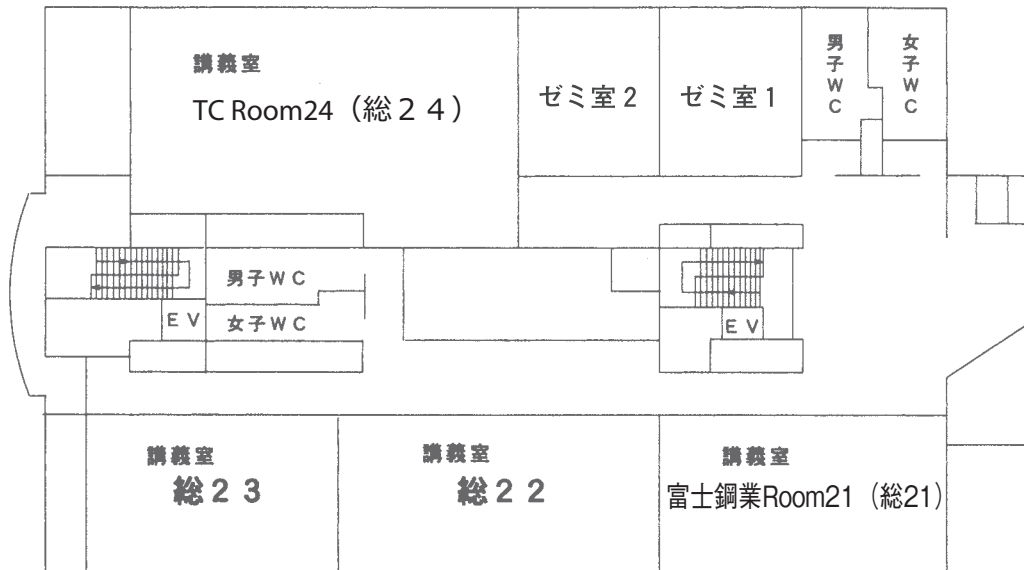 講義室
TC Room24（総２４）
ゼミ室２
ゼミ室１
男子WC
女子WC
男子WC
女子WC
EV
EV
講義室
総２３
講義室
総２２
講義室
富士鋼業Room21（総21）